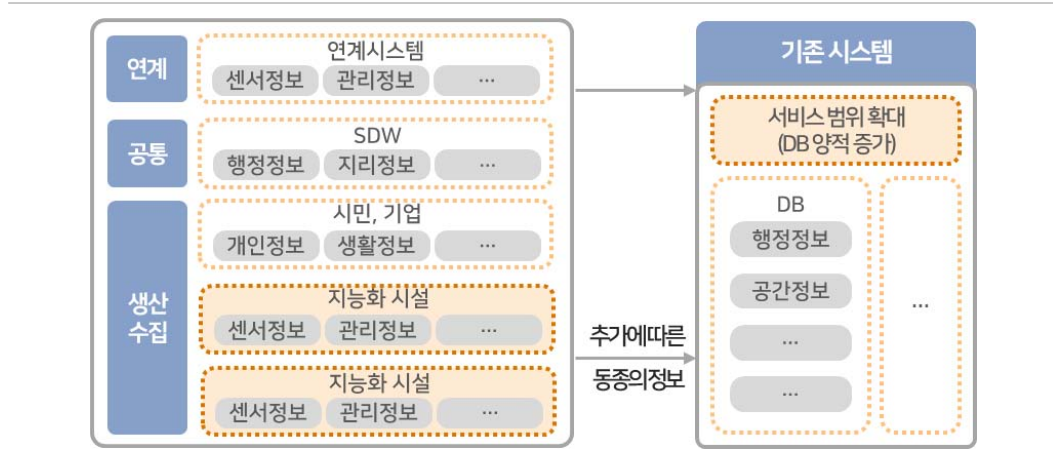 연계
연계시스템
센서정보 관리정보 ...
공통
SDW
행정정보 지리정보 ...
생산
수집
시민, 기업
개인정보 생활정보 ...
지능화 시설
센서정보 관리정보 ...
지능화 시설
센서정보 관리정보 ...
추가에따른
동종의정보
기존 시스템
서비스 범위 확대
(DB 양적 증가)
DB
행정정보
공간정보
...
...
...